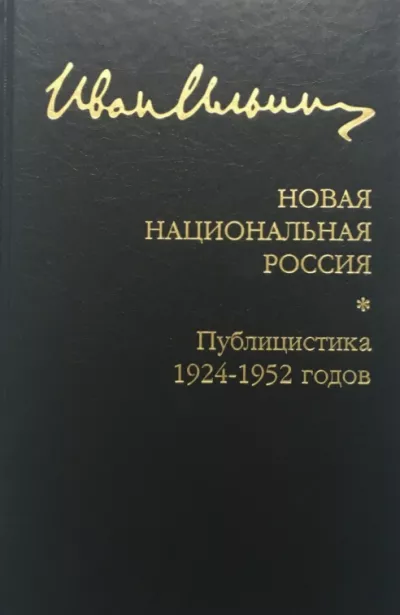 Иван Ильин
НОВАЯ
НАЦИОНАЛЬНАЯ
РОССИЯ
*
Публицистика
1924-1952 годов